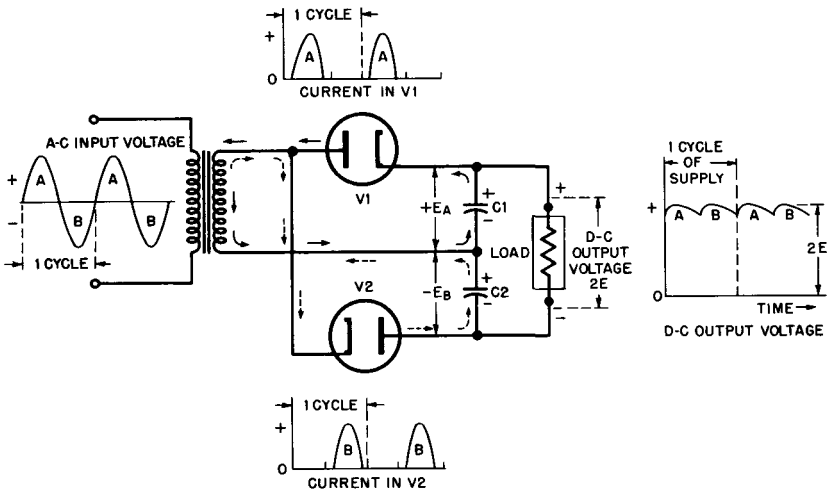 1 CYCLE
+
A
A
0
CURRENT IN V1
A-C INPUT VOLTAGE
+
A
A
-
B
B
1 CYCLE
V1
+EA
+
C1
-
-EB
+
C2
-
V2
LOAD
+
D-C
OUTPUT
VOLTAGE
2E
-
1 CYCLE
OF
SUPPLY
+
A
B
A
B
2E
0
TIME→
D-C OUTPUT VOLTAGE
1 CYCLE
+
B
B
0
CURRENT IN V2